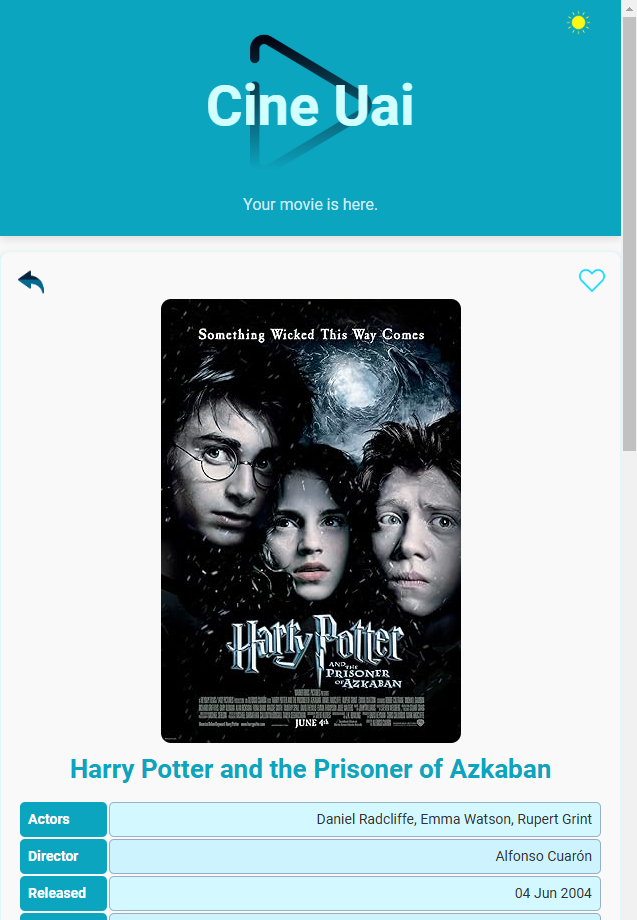 Cine Uai
Your movie is here.
Something Wicked This Way Comes
Harry Potter
AND THE
PRISONER
OF AZKABAN
JUNE 4th
Harry Potter and the Prisoner of Azkaban
Actors
Daniel Radcliffe, Emma Watson, Rupert Grint
Director
Alfonso Cuarón
Released
04 Jun 2004